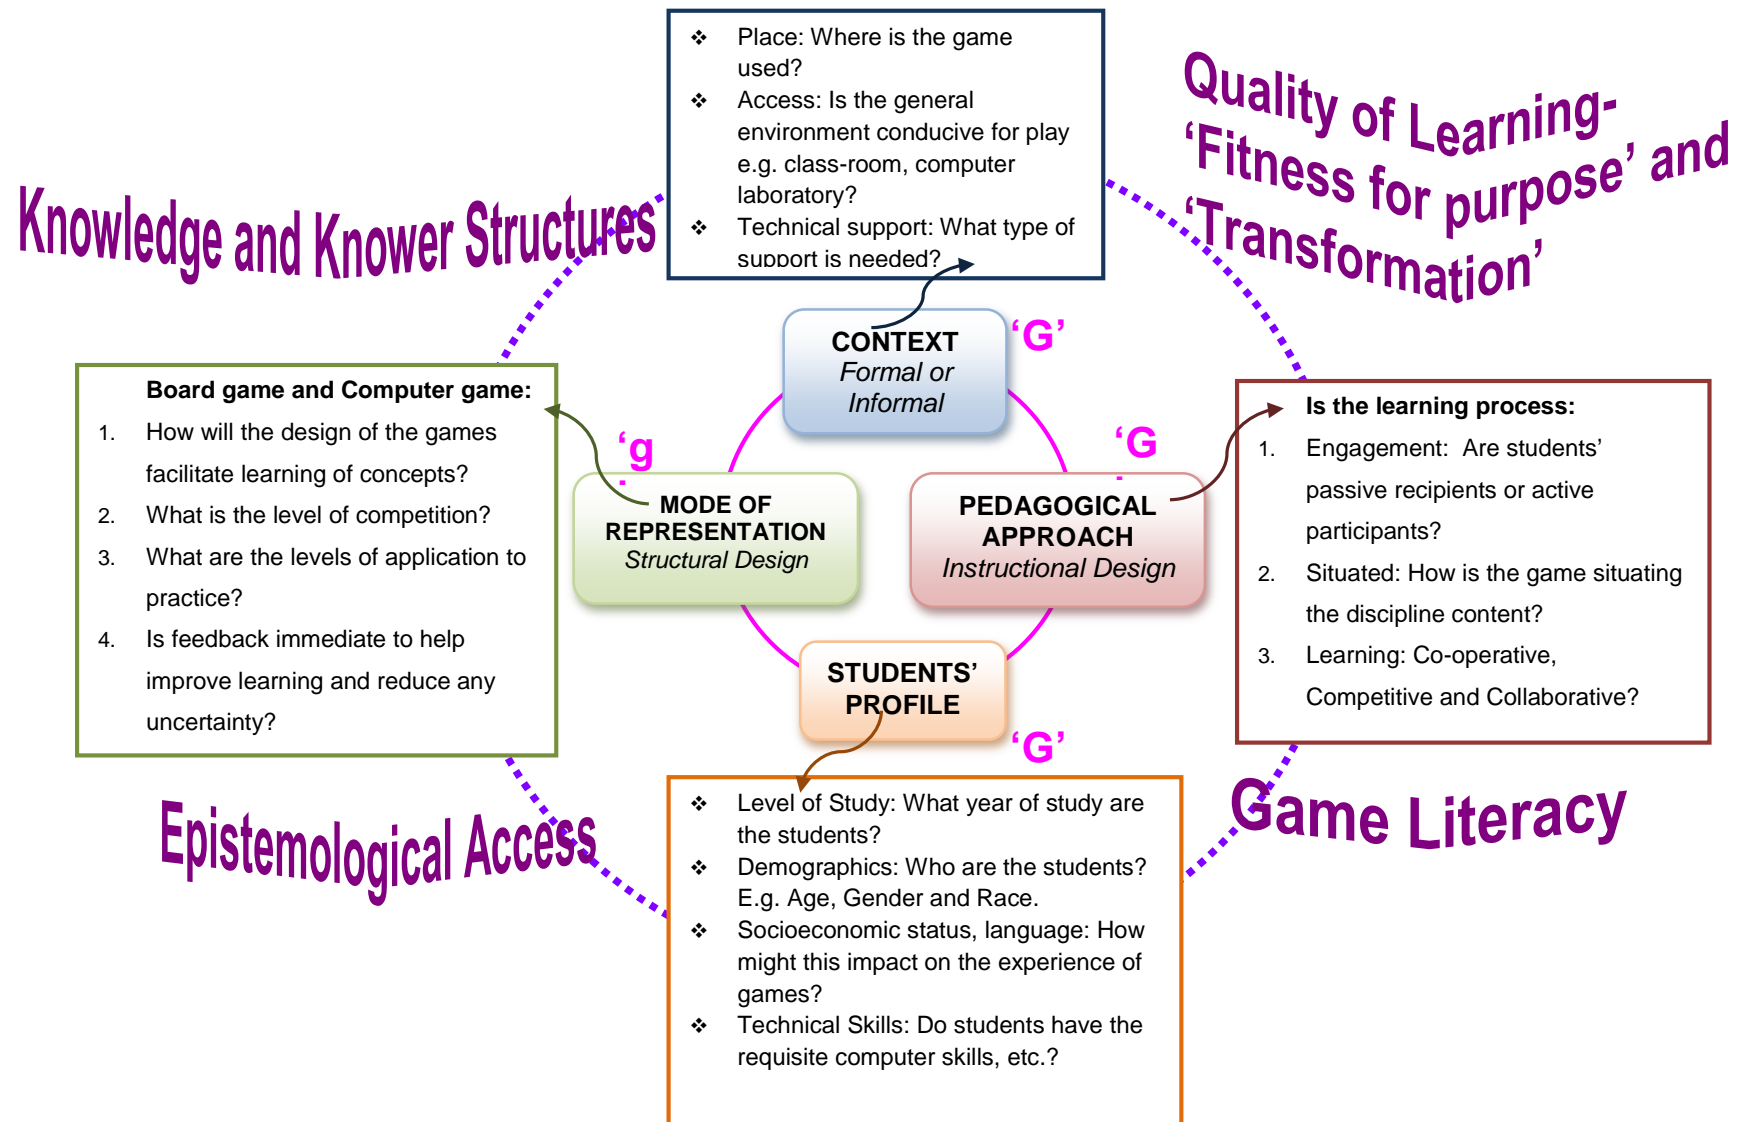 ❖ Place: Where is the game
used?
❖ Access: Is the general
environment conducive for play
e.g. class-room, computer
laboratory?
❖ Technical support: What type of
support is needed?
Quality of Learning-
‘Fitness for purpose’ and
‘Transformation’
Knowledge and Knower Structures
CONTEXT
Formal or
Informal
‘G’
Board game and Computer game:
1. How will the design of the games
facilitate learning of concepts?
2. What is the level of competition?
3. What are the levels of application to
practice?
4. Is feedback immediate to help
improve learning and reduce any
uncertainty?
‘g
MODE OF
REPRESENTATION
Structural Design
‘G
PEDAGOGICAL
APPROACH
Instructional Design
Is the learning process:
1. Engagement: Are students’
passive recipients or active
participants?
2. Situated: How is the game situating
the discipline content?
3. Learning: Co-operative,
Competitive and Collaborative?
STUDENTS’
PROFILE
‘G’
Epistemological Access
Game Literacy
❖ Level of Study: What year of study are
the students?
❖ Demographics: Who are the students?
E.g. Age, Gender and Race.
❖ Socioeconomic status, language: How
might this impact on the experience of
games?
❖ Technical Skills: Do students have the
requisite computer skills, etc.?